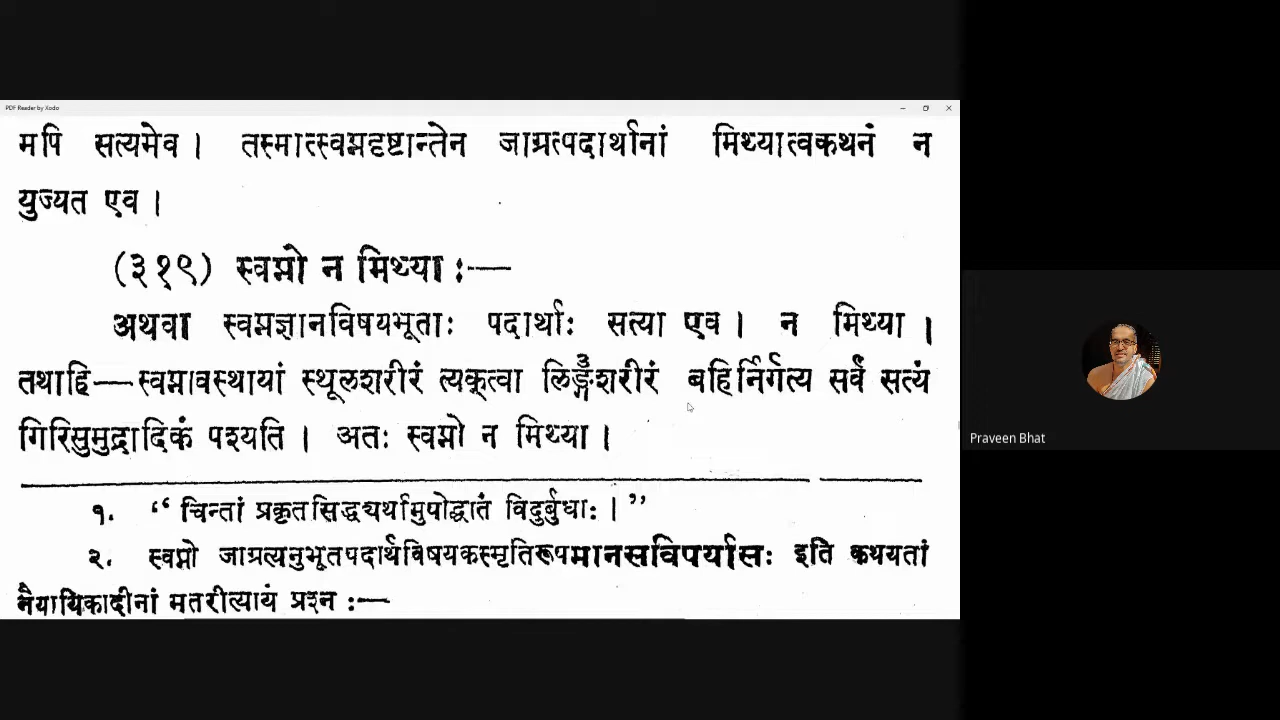 PDF Reader by Xodo
मपि सत्यमेव । तस्मात्स्वप्नदृष्टान्तेन जाग्रत्पदार्थानां मिथ्यात्वकथनं न
युज्यत एव ।
(३१९) स्वप्नो न मिथ्या :—
अथवा स्वप्नज्ञानविषयभूताः पदार्थाः सत्या एव । न मिथ्या ।
तथाहि—स्वप्नावस्थायां स्थूलशरीरं त्यक्त्वा लिङ्गशरीरं³ बहिर्निर्गत्य सर्वं सत्यं
गिरिसुमुद्रादिकं पश्यति । अतः स्वप्नो न मिथ्या ।
१. “चिन्तां प्रकृतसिद्ध्यर्थामुपोद्घातं विदुर्बुधाः ।”
२. स्वप्नो जाग्रत्यनुभूतपदार्थविषयकस्मृतिरूपमानसविपर्यासः इति कथयतां
नैयायिकादीनां मतरीत्यायं प्रश्न :—
Praveen Bhat